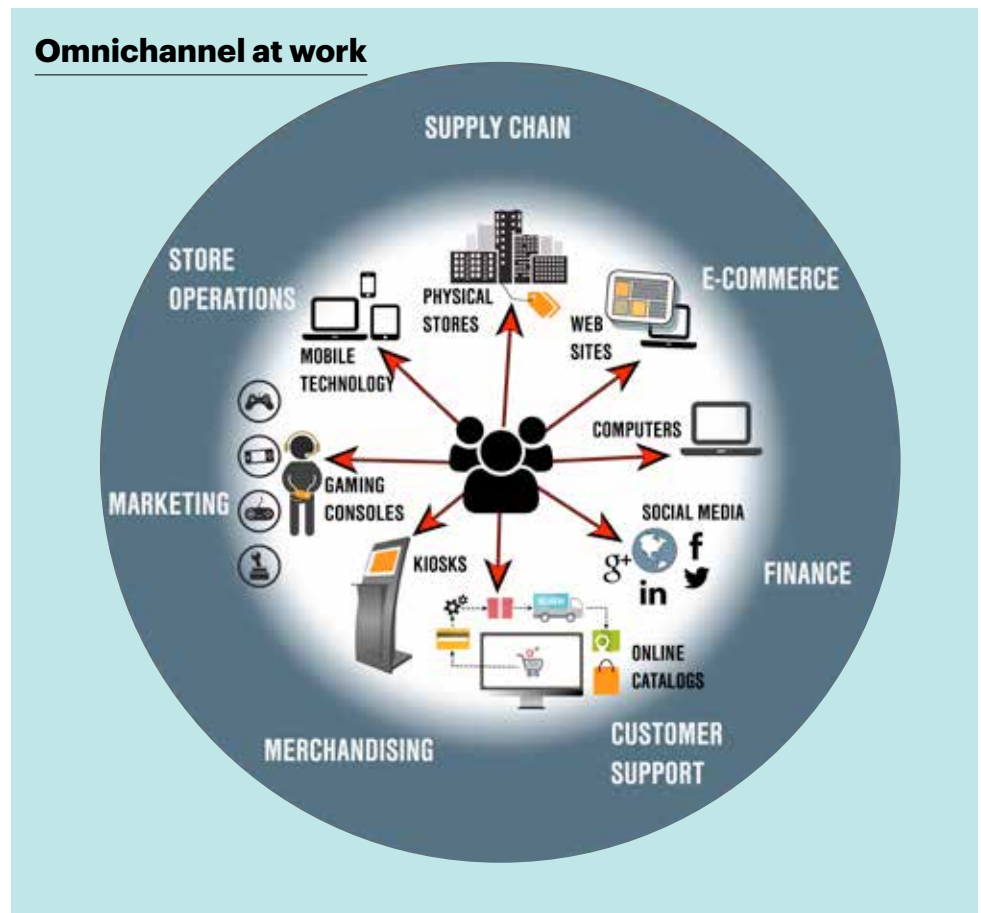 Omnichannel at work
SUPPLY CHAIN
STORE
OPERATIONS
E-COMMERCE
PHYSICAL
STORES
WEB
SITES
MOBILE
TECHNOLOGY
COMPUTERS
GAMING
CONSOLES
MARKETING
SOCIAL MEDIA
g+
f
in
KIOSKS
FINANCE
ONLINE
CATALOGS
MERCHANDISING
CUSTOMER
SUPPORT